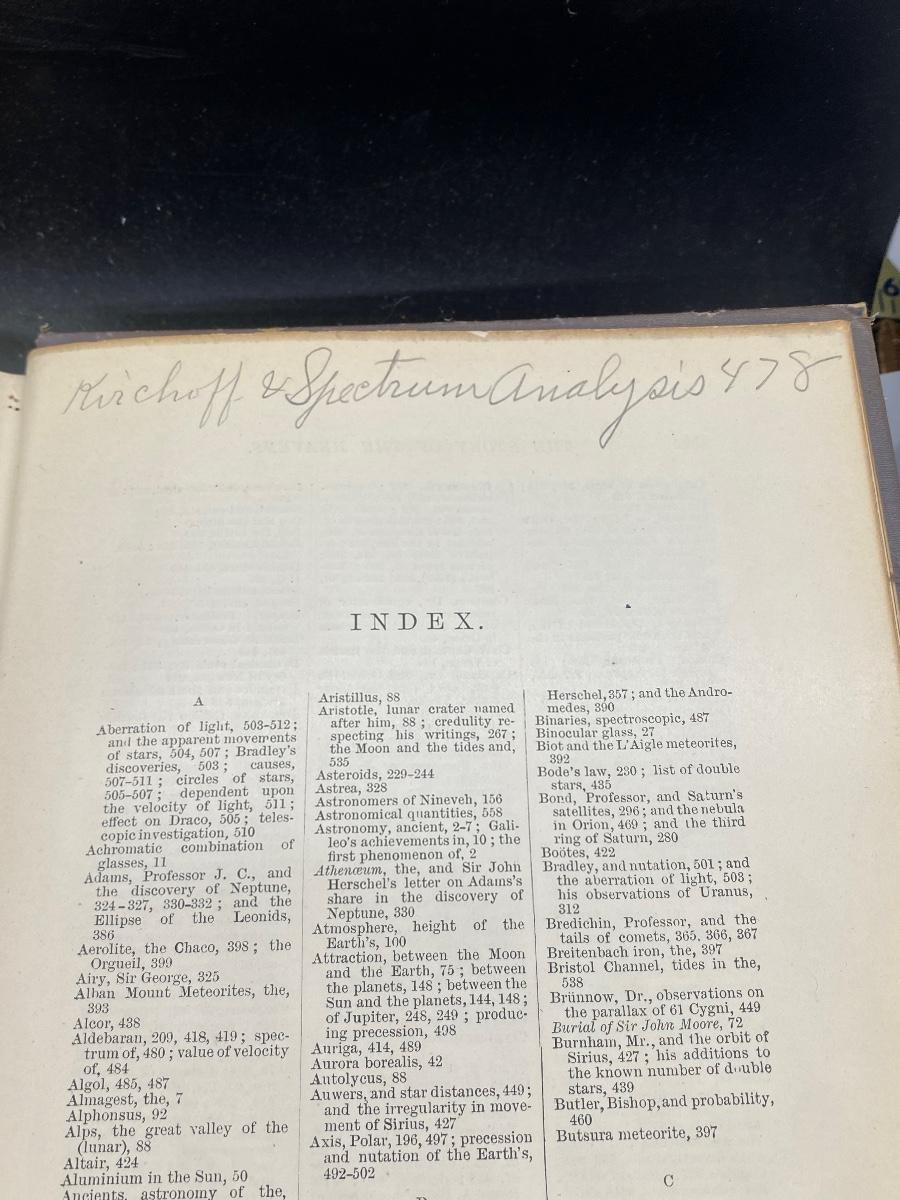 Kirchoff & Spectrum Analysis 478
INDEX.
A
Aberration of light, 503-512;
and the apparent movements
of stars, 504, 507; Bradley's
discoveries, 503; causes,
507-511; circles of stars,
505-507; dependent upon
the velocity of light, 511;
effect on Draco, 505; teles-
copic investigation, 510
Achromatic combination of
glasses, 11
Adams, Professor J. C., and
the discovery of Neptune,
324-327, 330-332; and the
Ellipse of the Leonids,
386
Aerolite, the Chaco, 398; the
Orgueil, 399
Airy, Sir George, 325
Alban Mount Meteorites, the,
393
Alcor, 438
Aldebaran, 209, 418, 419; spec-
trum of, 480; value of velocity
of, 484
Algol, 485, 487
Almagest, the, 7
Alphonsus, 92
Alps, the great valley of the
(lunar), 88
Altair, 424
Aluminium in the Sun, 50
Ancients, astronomy of the,
Aristillus, 88
Aristotle, lunar crater named
after him, 88; credulity re-
specting his writings, 267;
the Moon and the tides and,
535
Asteroids, 229-244
Astrea, 328
Astronomers of Nineveh, 156
Astronomical quantities, 558
Astronomy, ancient, 2-7; Gali-
leo's achievements in, 10; the
first phenomenon of, 2
Athenœum, the, and Sir John
Herschel's letter on Adams's
share in the discovery of
Neptune, 330
Atmosphere, height of the
Earth's, 100
Attraction, between the Moon
and the Earth, 75; between
the planets, 148; between the
Sun and the planets, 144, 148;
of Jupiter, 248, 249; produc-
ing precession, 498
Auriga, 414, 489
Aurora borealis, 42
Autolycus, 88
Auwers, and star distances, 449;
and the irregularity in move-
ment of Sirius, 427
Axis, Polar, 196, 497; precession
and nutation of the Earth's,
492-502
Herschel, 357; and the Andro-
medes, 390
Binaries, spectroscopic, 487
Binocular glass, 27
Biot and the L'Aigle meteorites,
392
Bode's law, 230; list of double
stars, 435
Bond, Professor, and Saturn's
satellites, 296; and the nebula
in Orion, 469; and the third
ring of Saturn, 280
Boötes, 422
Bradley, and nutation, 501; and
the aberration of light, 503;
his observations of Uranus,
312
Bredichin, Professor, and the
tails of comets, 365, 366, 367
Breitenbach iron, the, 397
Bristol Channel, tides in the,
538
Brünnow, Dr., observations on
the parallax of 61 Cygni, 449
Burial of Sir John Moore, 72
Burnham, Mr., and the orbit of
Sirius, 427; his additions to
the known number of double
stars, 439
Butler, Bishop, and probability,
460
Butsura meteorite, 397
C
6